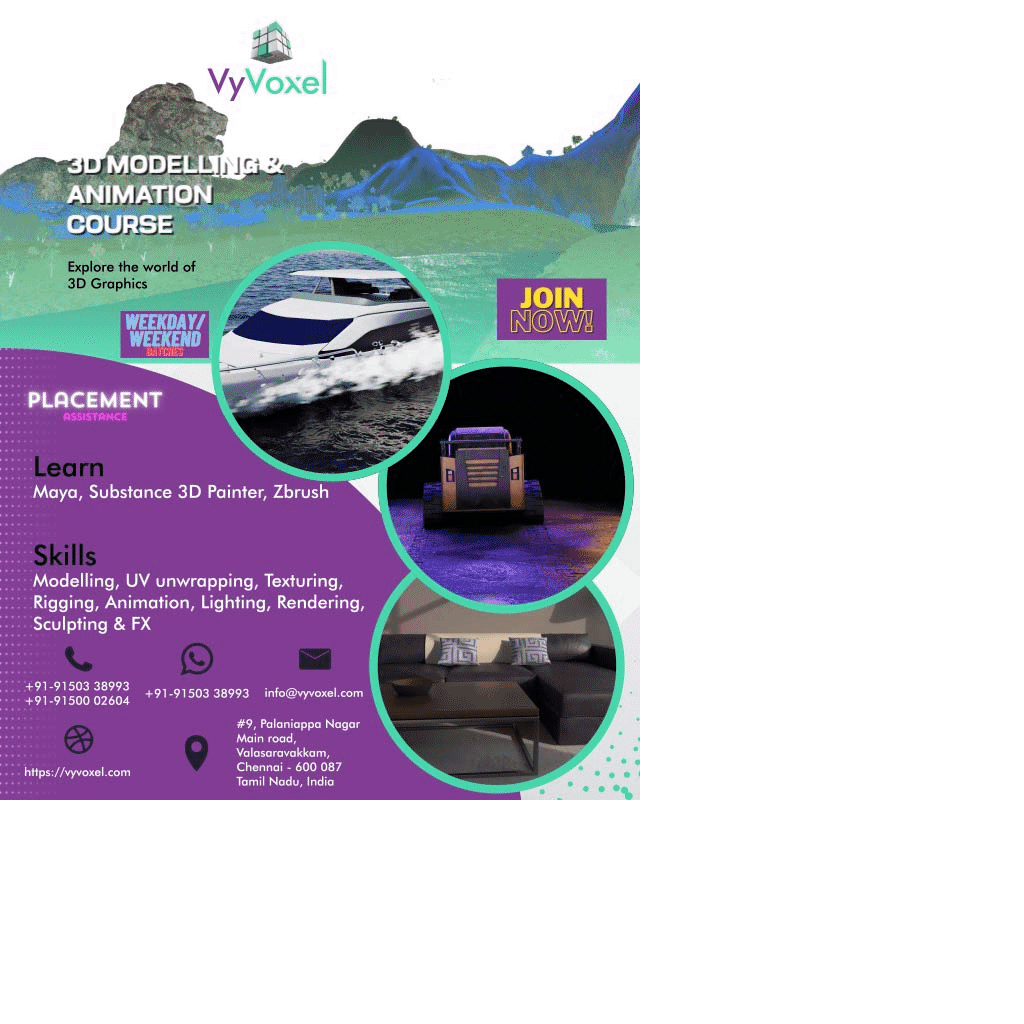 VyVoxel
3D MODELLING &
ANIMATION
COURSE
Explore the world of
3D Graphics
WEEKDAY/
WEEKEND
BATCHES
JOIN
NOW!
PLACEMENT
ASSISTANCE
Learn
Maya, Substance 3D Painter, Zbrush
Skills
Modelling, UV unwrapping, Texturing,
Rigging, Animation, Lighting, Rendering,
Sculpting & FX
+91-91503 38993
+91-91500 02604
+91-91503 38993
info@vyvoxel.com
https://vyvoxel.com
#9, Palaniappa Nagar
Main road,
Valasaravakkam,
Chennai - 600 087
Tamil Nadu, India